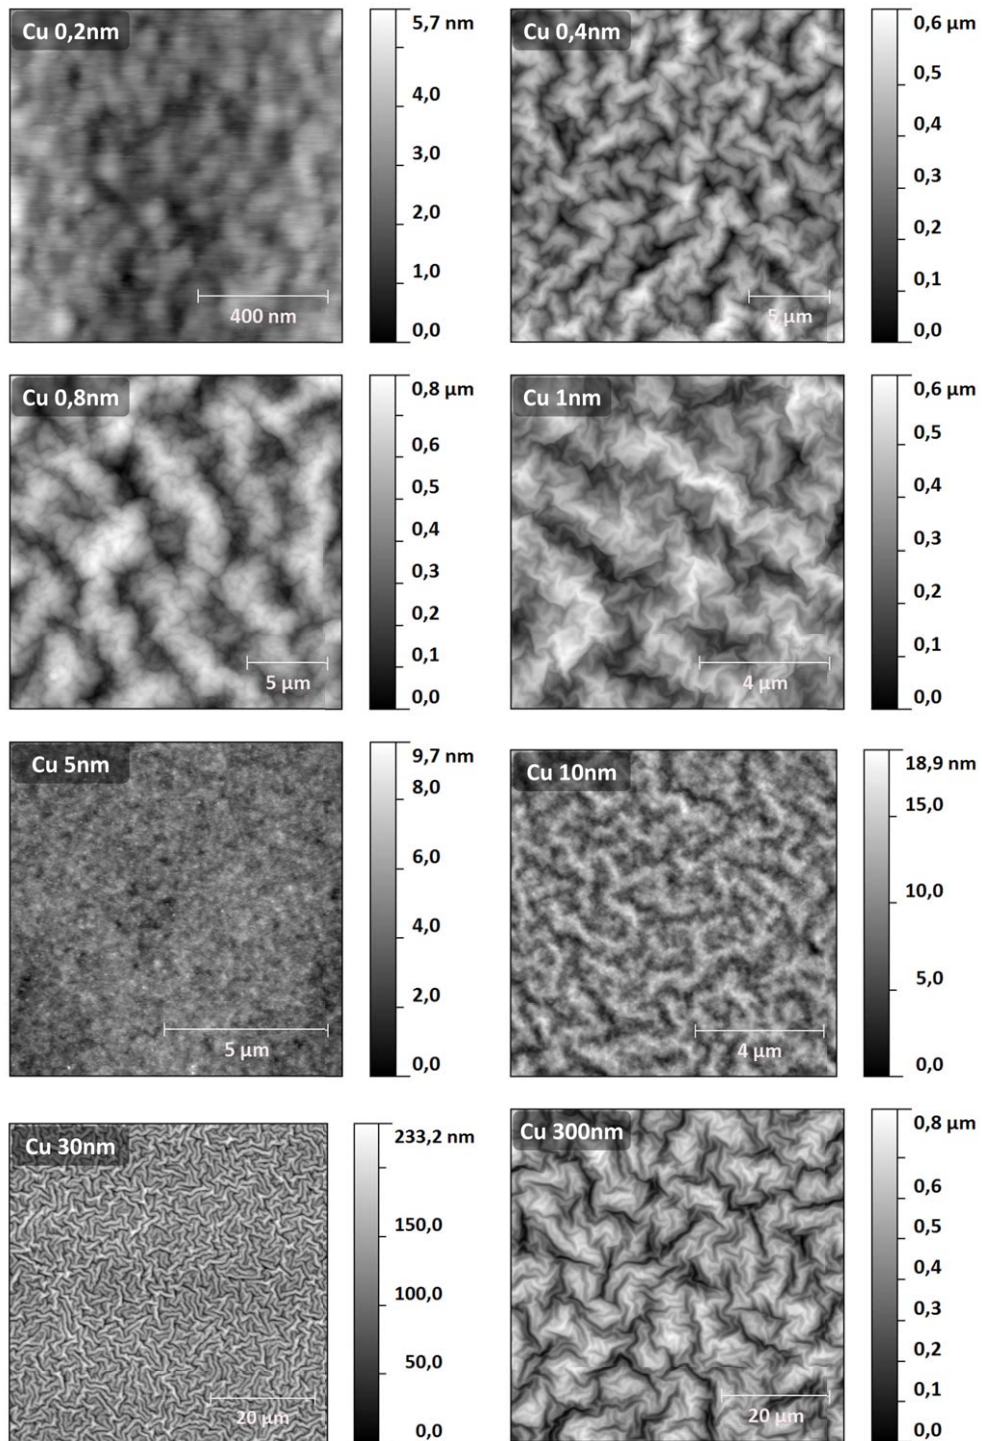 Cu 0,2nm
400 nm
5,7 nm
4,0
3,0
2,0
1,0
0,0
Cu 0,4nm
5 µm
0,6 µm
0,5
0,4
0,3
0,2
0,1
0,0
Cu 0,8nm
5 µm
0,8 µm
0,6
0,5
0,4
0,3
0,2
0,1
0,0
Cu 1nm
4 µm
0,6 µm
0,5
0,4
0,3
0,2
0,1
0,0
Cu 5nm
5 µm
9,7 nm
8,0
6,0
4,0
2,0
0,0
Cu 10nm
4 µm
18,9 nm
15,0
10,0
5,0
0,0
Cu 30nm
20 µm
233,2 nm
150,0
100,0
50,0
0,0
Cu 300nm
20 µm
0,8 µm
0,6
0,5
0,4
0,3
0,2
0,1
0,0